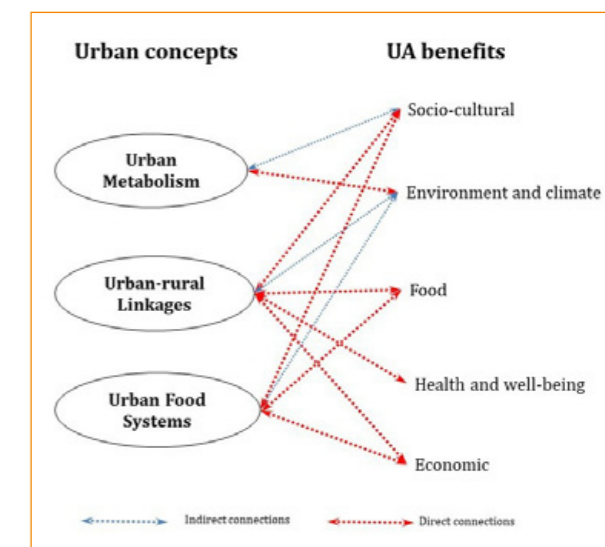 Urban concepts
UA benefits
Socio-cultural
Urban
Metabolism
Environment and climate
Urban-rural
Linkages
Food
Health and well-being
Urban Food
Systems
Economic
Indirect connections
Direct connections